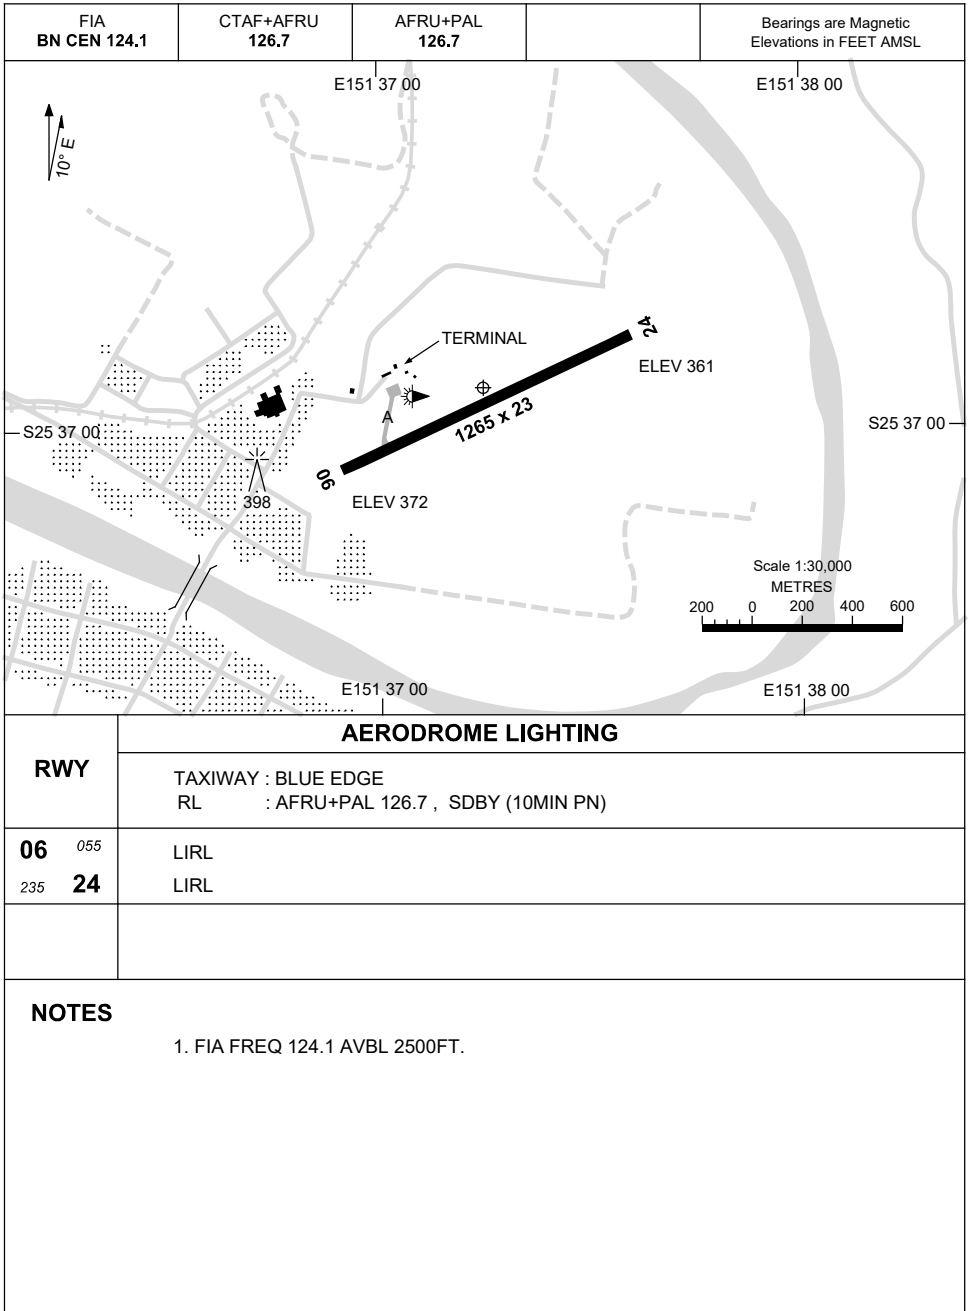 FIA
BN CEN 124.1
CTAF+AFRU
126.7
AFRU+PAL
126.7
Bearings are Magnetic
Elevations in FEET AMSL
E151 37 00
E151 38 00
10° E
TERMINAL
24
ELEV 361
A
1265 x 23
S25 37 00
S25 37 00
06
398
ELEV 372
Scale 1:30,000
METRES
200 0 200 400 600
E151 37 00
E151 38 00
RWY
AERODROME LIGHTING
TAXIWAY : BLUE EDGE
RL : AFRU+PAL 126.7 , SDBY (10MIN PN)
06 055 LIRL
235 24 LIRL
NOTES
1. FIA FREQ 124.1 AVBL 2500FT.